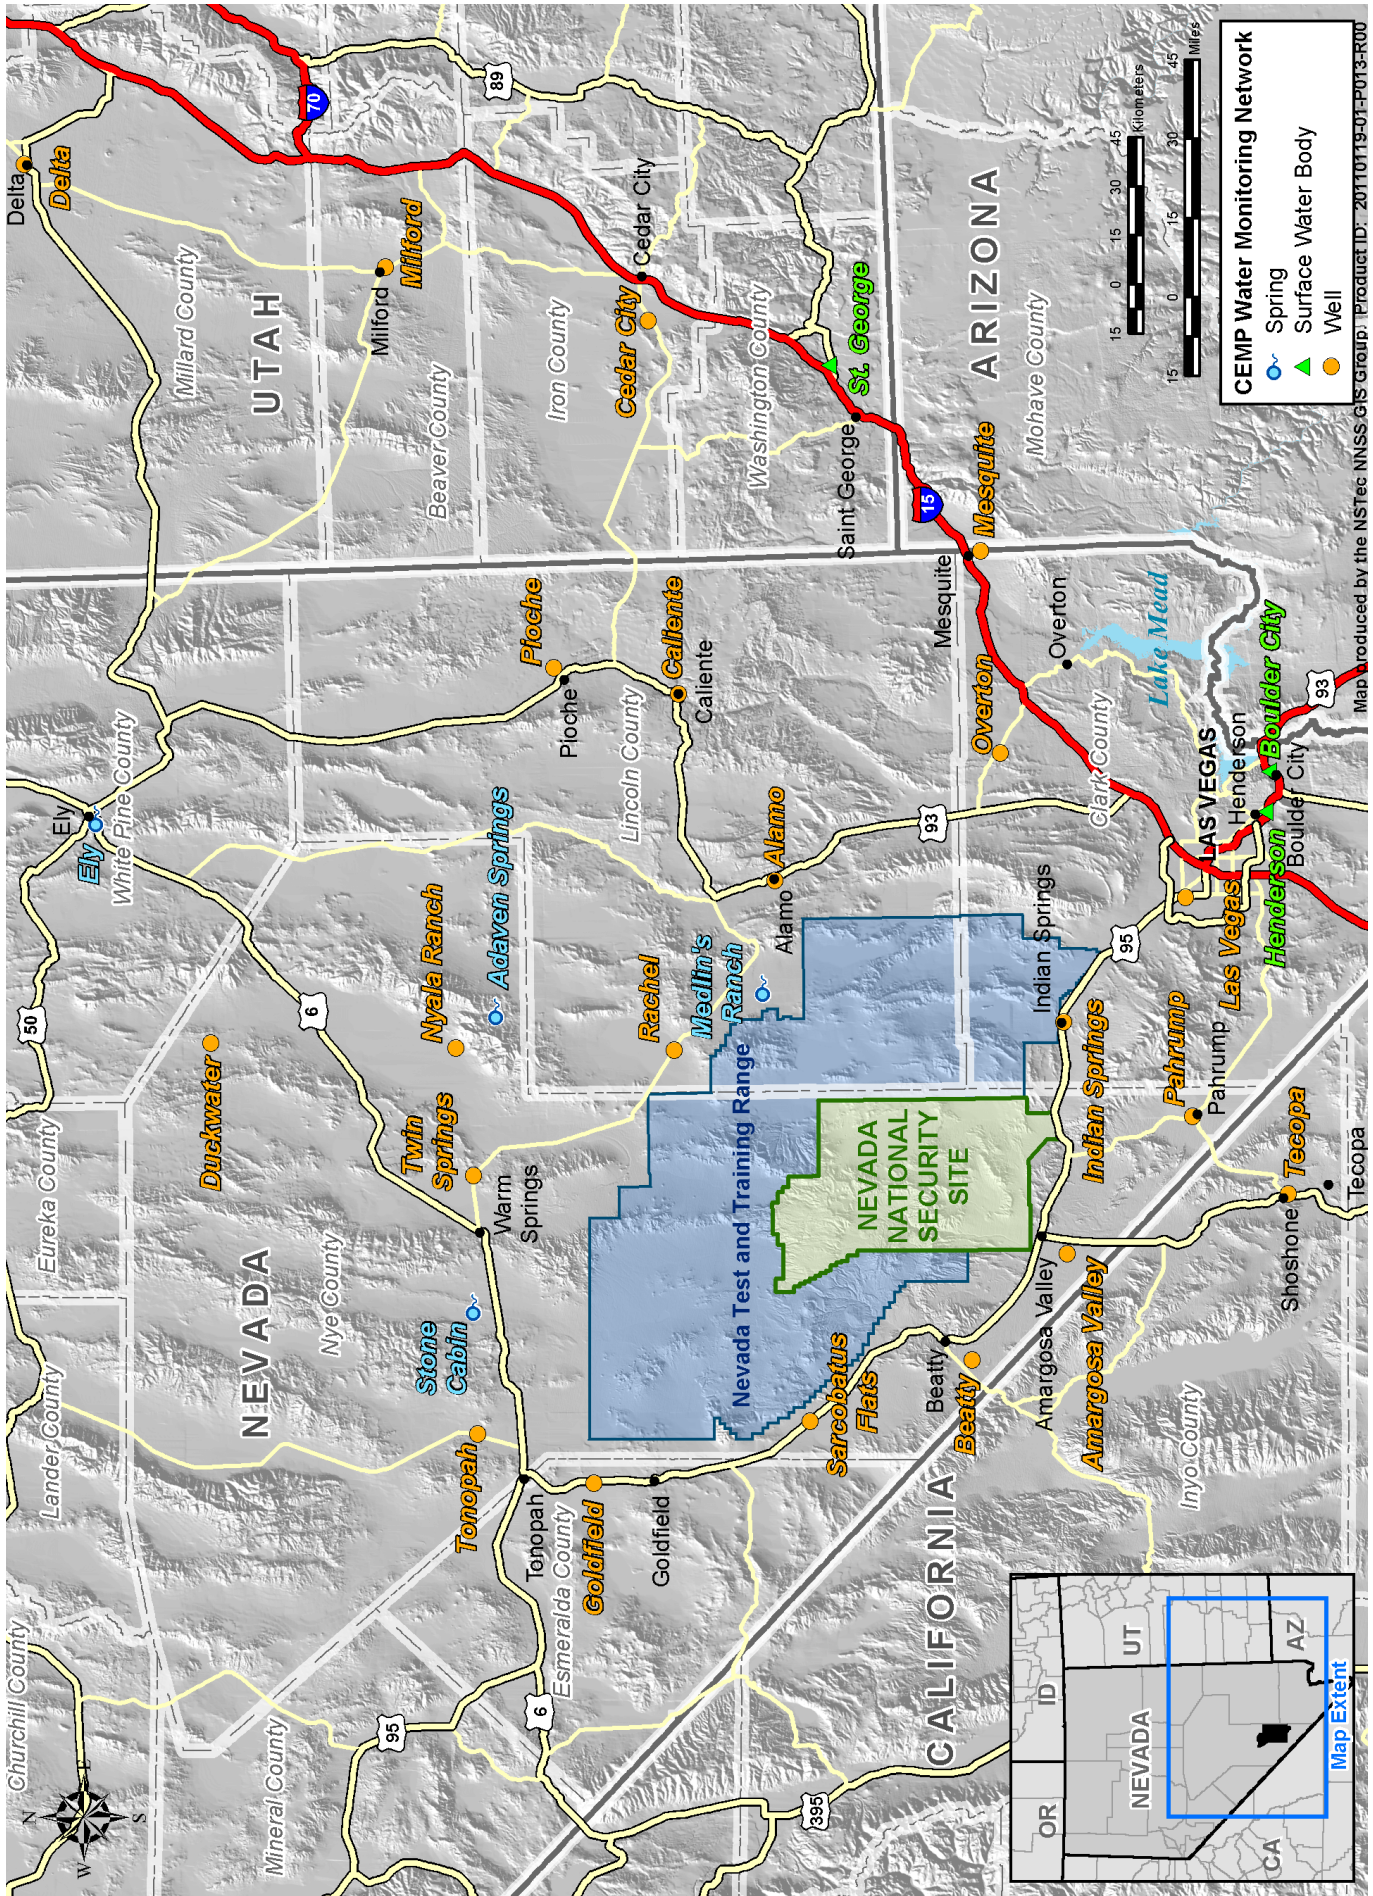 Churchill County
Lander County
Eureka County
50
Ely
Ely
White Pine County
Delta
Delta
N
W
E
S
Mineral County
95
NEVADA
Nye County
Duckwater
6
Millard County
UTAH
70
89
Milford
Milford
Beaver County
Stone
Cabin
Twin
Springs
Nyala Ranch
Adaven Springs
Warm
Springs
Tonopah
Tonopah
6
Esmeralda County
Goldfield
Goldfield
Pioche
Pioche
Iron County
Cedar City
Cedar City
Lincoln County
Caliente
Caliente
Rachel
Medlin's
Ranch
Nevada Test and Training Range
Alamo
Alamo
Washington County
St. George
Saint George
395
CALIFORNIA
Sarcobatus
Flats
Beatty
Beatty
NEVADA
NATIONAL
SECURITY
SITE
93
15
Mesquite
Mesquite
ARIZONA
Mohave County
Overton
Overton
Amargosa Valley
Amargosa Valley
Indian Springs
Indian Springs
95
Clark County
Lake Mead
Inyo County
Pahrump
Pahrump
Las Vegas
LAS VEGAS
Henderson
Henderson
Boulder City
Boulder City
93
Shoshone
Tecopa
Tecopa
OR
ID
NEVADA
UT
CA
AZ
Map Extent
15 0 15 30 45
Kilometers
15 0 15 30 45
Miles
CEMP Water Monitoring Network
Spring
Surface Water Body
Well
Map produced by the NSTec NNSS GIS Group | Product ID: 20110119-01-P013-R00